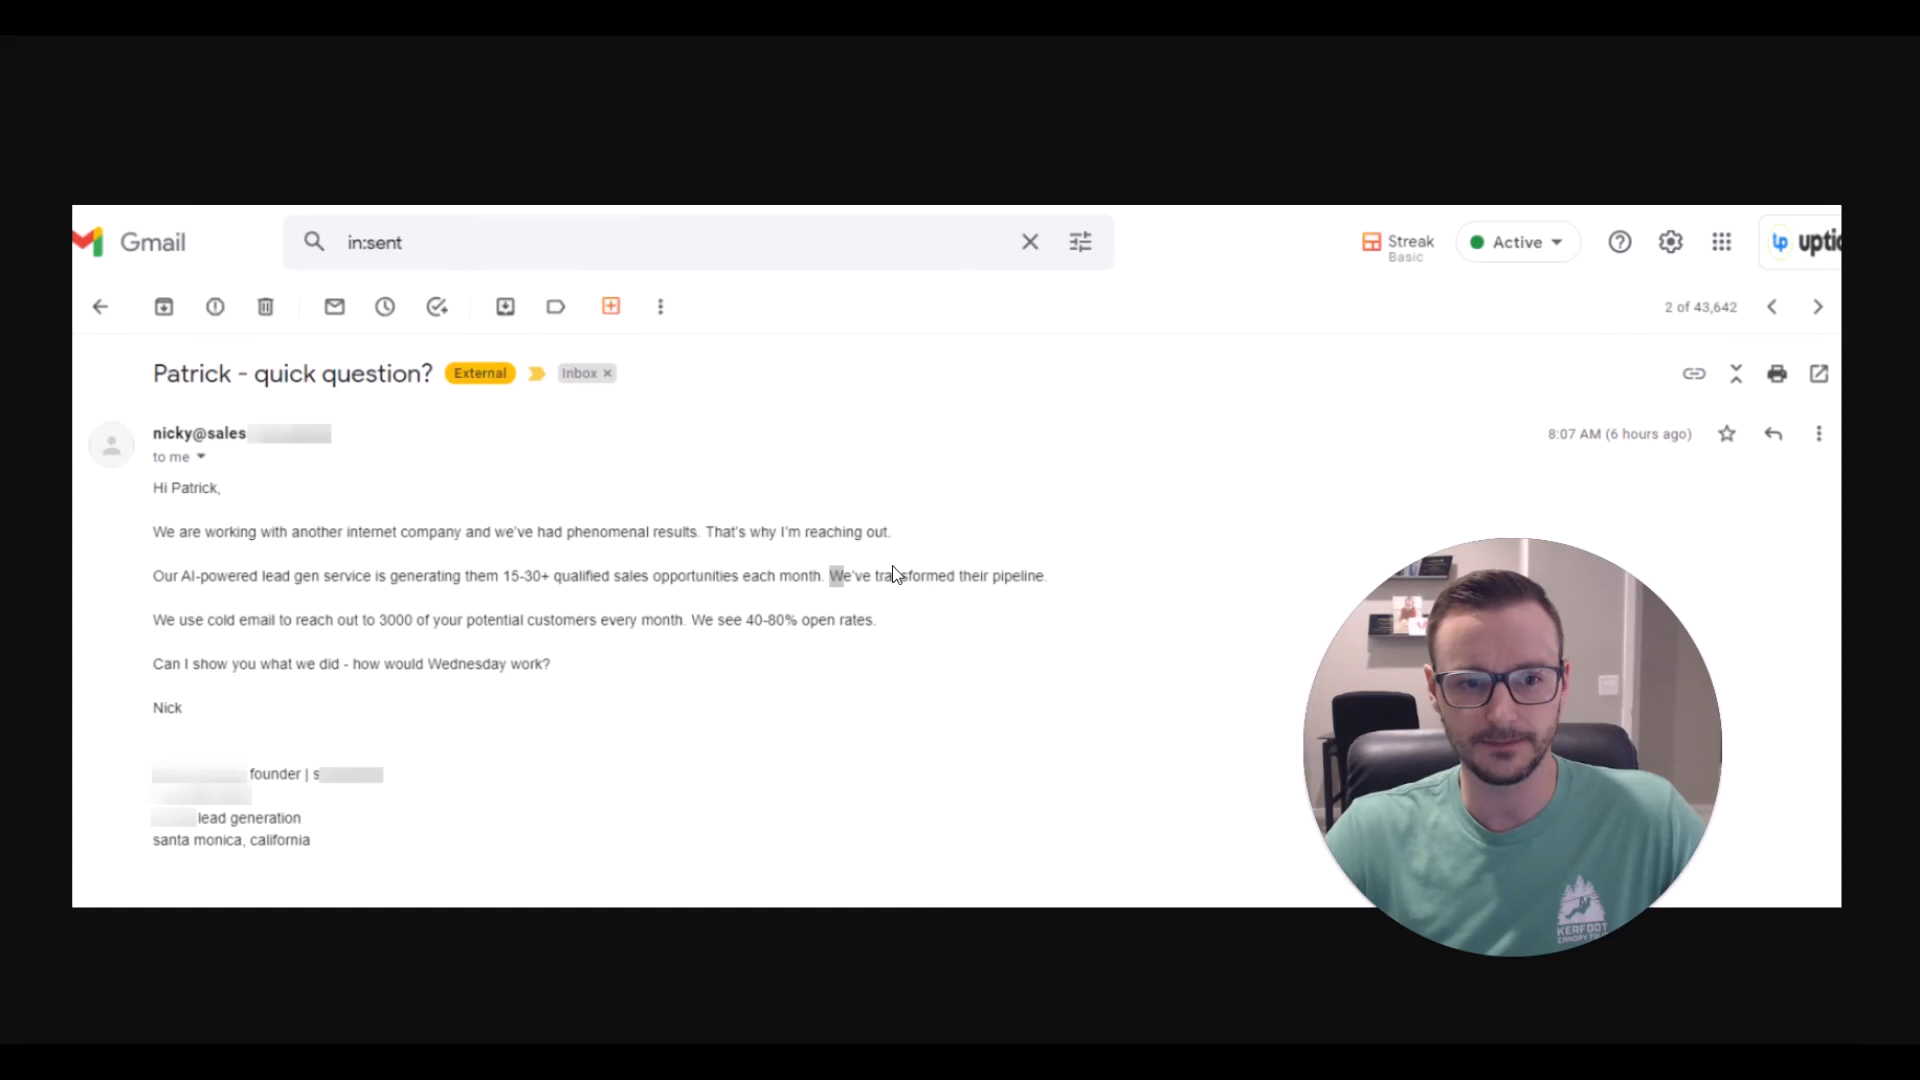 Gmail
in:sent
Streak
Basic
Active
2 of 43,642
Patrick - quick question?
External
Inbox ×
nicky@sales
8:07 AM (6 hours ago)
to me
Hi Patrick,
We are working with another internet company and we've had phenomenal results. That's why I'm reaching out.
Our AI-powered lead gen service is generating them 15-30+ qualified sales opportunities each month. We've transformed their pipeline.
We use cold email to reach out to 3000 of your potential customers every month. We see 40-80% open rates.
Can I show you what we did - how would Wednesday work?
Nick
founder | s
lead generation
santa monica, california
KERFOOT
CANOPY TO